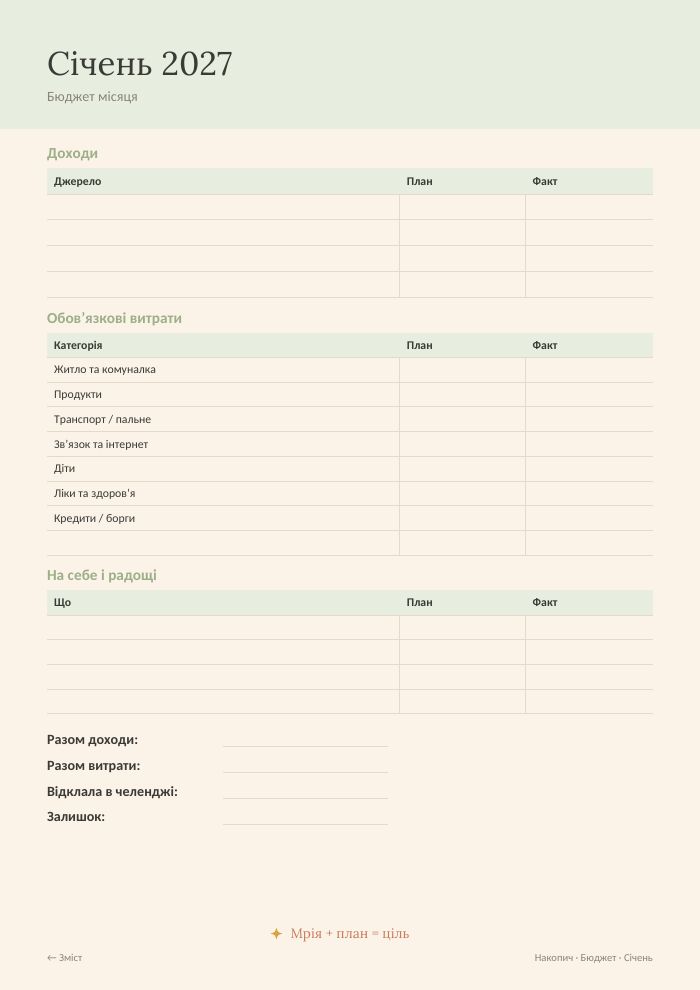 Січень 2027
Бюджет місяця
Доходи
Джерело План Факт
Обов’язкові витрати
Категорія План Факт
Житло та комуналка
Продукти
Транспорт / пальне
Зв’язок та інтернет
Діти
Ліки та здоров’я
Кредити / борги
На себе і радощі
Що План Факт
Разом доходи:
Разом витрати:
Відклала в челенджі:
Залишок:
✦ Мрія + план = ціль
← Зміст Накопич · Бюджет · Січень